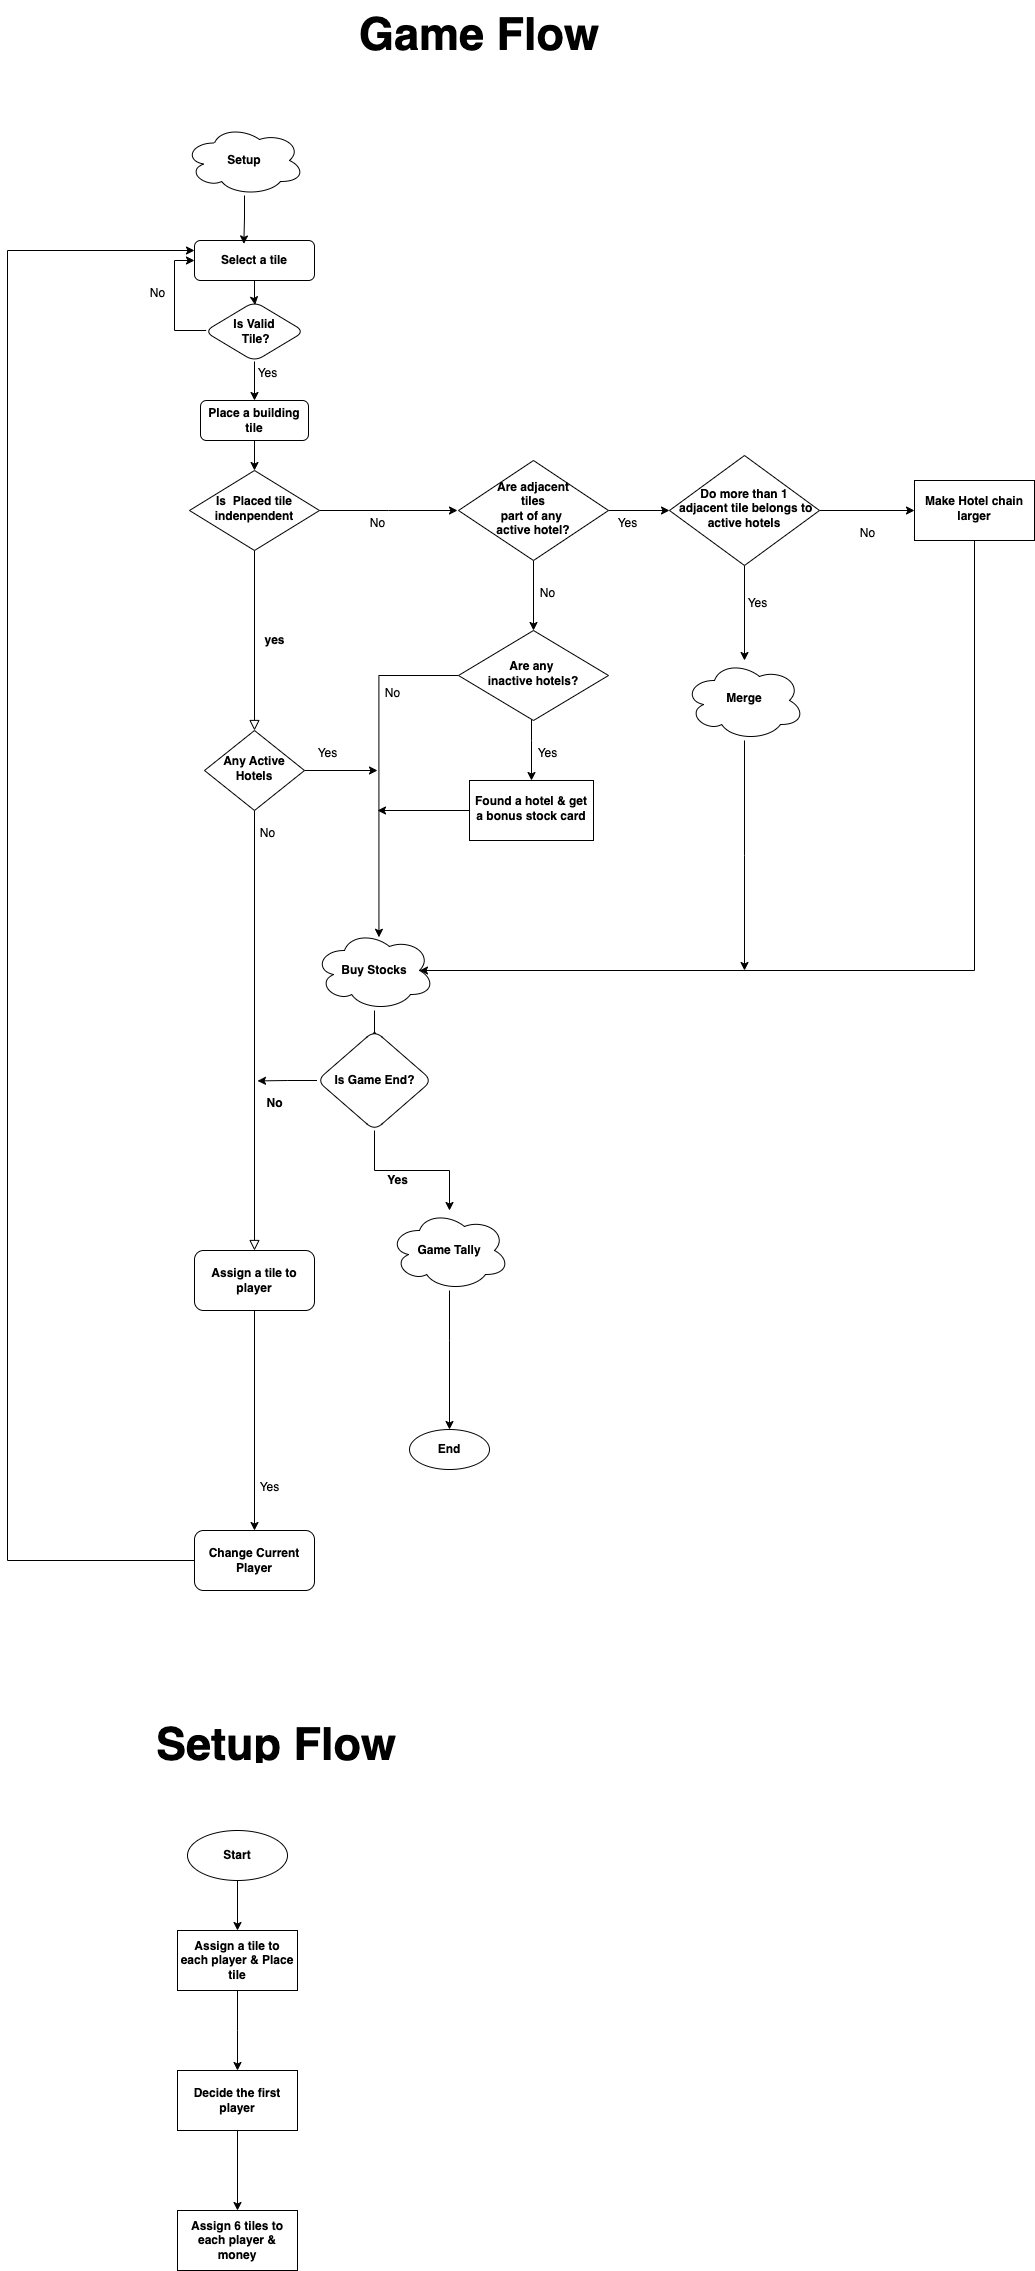 Game Flow
Setup
Select a tile
No
Is Valid
Tile?
Yes
Place a building
tile
Is  Placed tile
indenpendent
No
Are adjacent
tiles
part of any
active hotel?
Yes
Do more than 1
adjacent tile belongs to
active hotels
No
Make Hotel chain
larger
No
Yes
yes
Are any
inactive hotels?
No
Merge
Any Active
Hotels
Yes
Yes
No
Found a hotel & get
a bonus stock card
Buy Stocks
Is Game End?
No
Yes
Game Tally
Assign a tile to
player
End
Yes
Change Current
Player
Setup Flow
Start
Assign a tile to
each player & Place
tile
Decide the first
player
Assign 6 tiles to
each player &
money